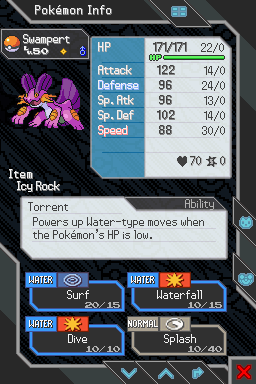 Pokémon Info
Swampert
L.50
HP 171/171 22/0
HP
Attack 122 14/0
Defense 96 24/0
Sp. Atk 96 13/0
Sp. Def 102 14/0
Speed 88 30/0
70 0
Item
Icy Rock
Torrent Ability
Powers up Water-type moves when
the Pokémon's HP is low.
WATER WATER
Surf Waterfall
20/15 10/15
WATER NORMAL
Dive Splash
10/10 10/40